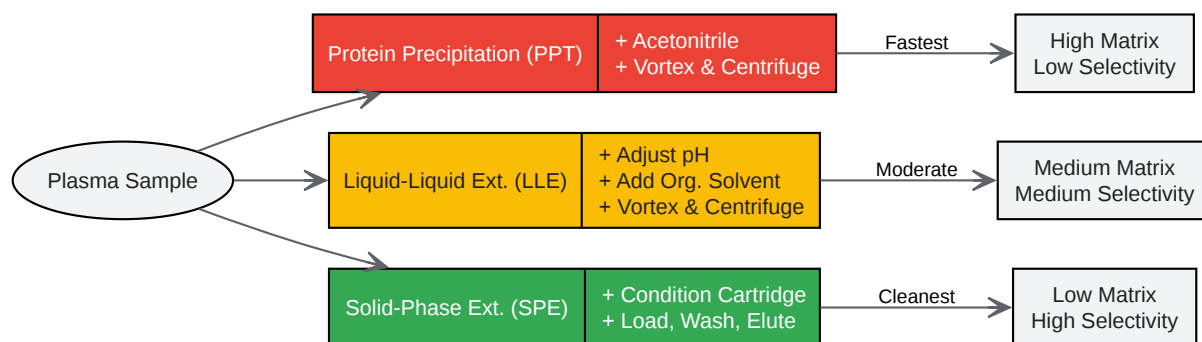 Plasma Sample
Protein Precipitation (PPT)
+ Acetonitrile
+ Vortex & Centrifuge
Fastest
High Matrix
Low Selectivity
Liquid-Liquid Ext. (LLE)
+ Adjust pH
+ Add Org. Solvent
+ Vortex & Centrifuge
Moderate
Medium Matrix
Medium Selectivity
Solid-Phase Ext. (SPE)
+ Condition Cartridge
+ Load, Wash, Elute
Cleanest
Low Matrix
High Selectivity